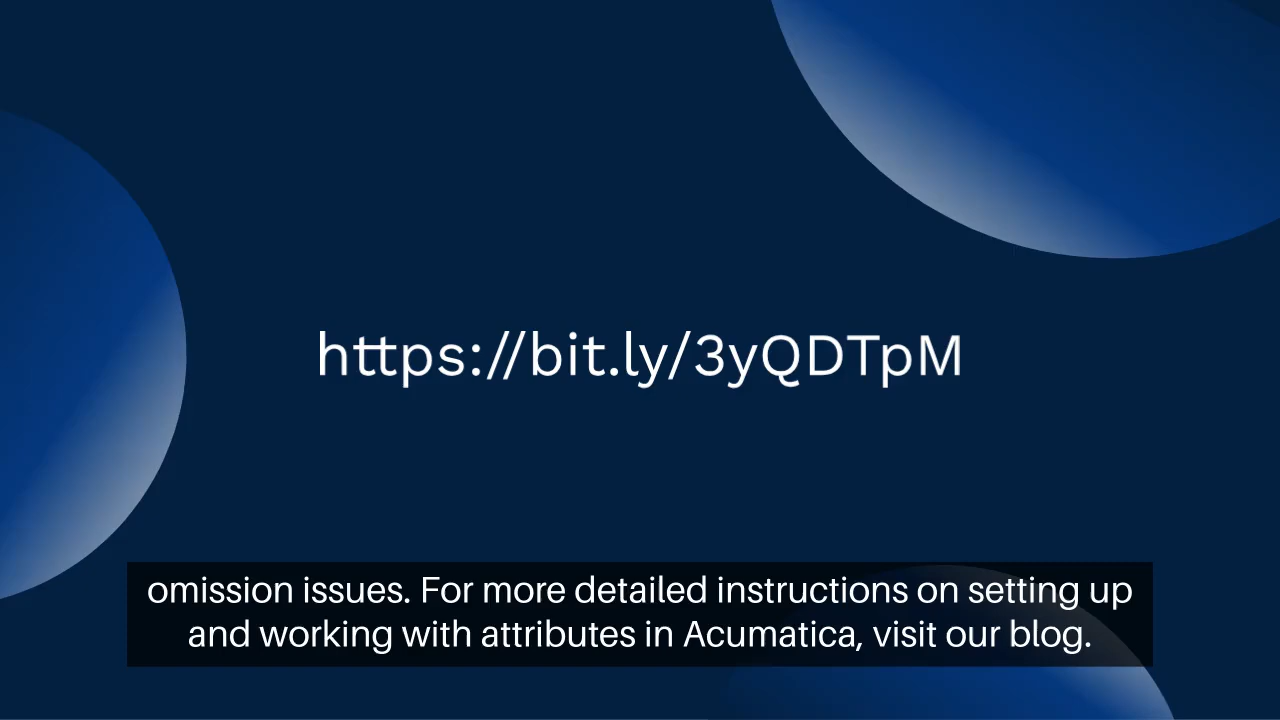 https://bit.ly/3yQDTpM
omission issues. For more detailed instructions on setting up
and working with attributes in Acumatica, visit our blog.